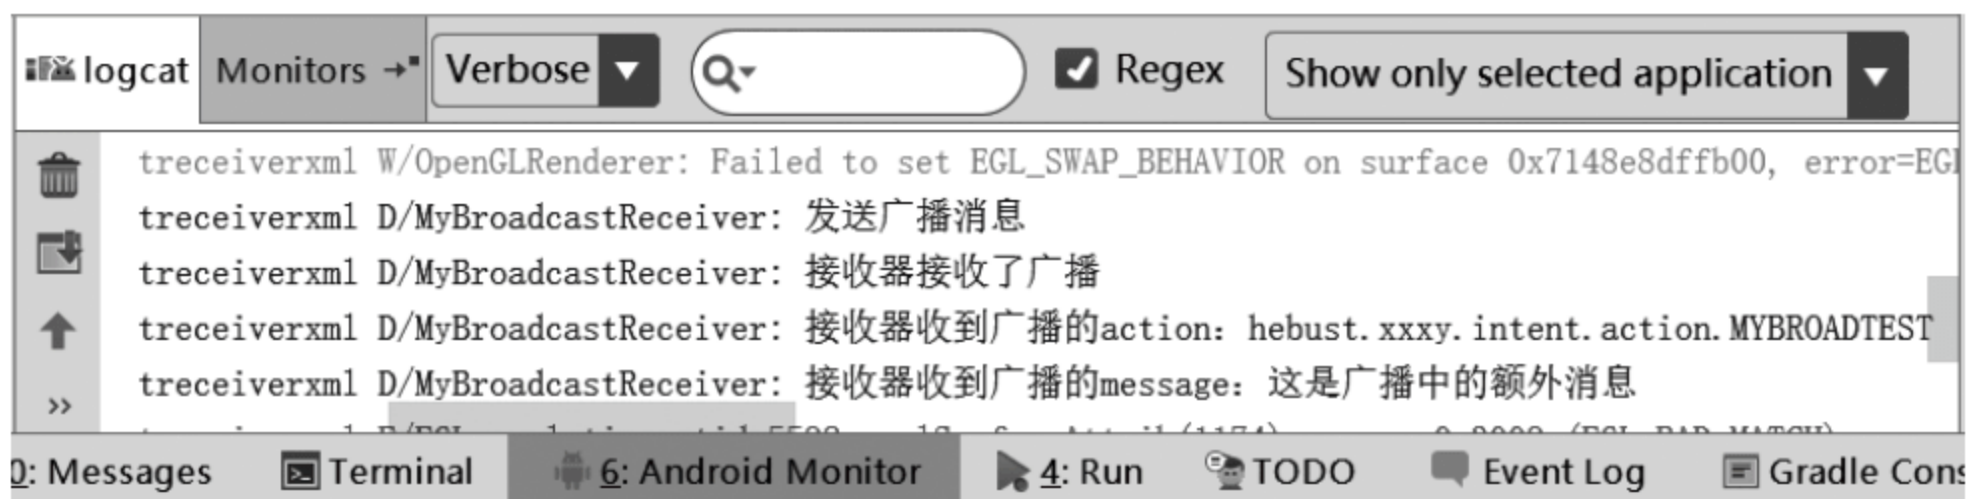 logcat Monitors Verbose Regex Show only selected application
treceiverxml W/OpenGLRenderer: Failed to set EGL_SWAP_BEHAVIOR on surface 0x7148e8dffb00, error=EGL
treceiverxml D/MyBroadcastReceiver: 发送广播消息
treceiverxml D/MyBroadcastReceiver: 接收器接收了广播
treceiverxml D/MyBroadcastReceiver: 接收器收到广播的action: hebust.xxxy.intent.action.MYBROADTEST
treceiverxml D/MyBroadcastReceiver: 接收器收到广播的message: 这是广播中的额外消息
0: Messages Terminal 6: Android Monitor 4: Run TODO Event Log Gradle Cons